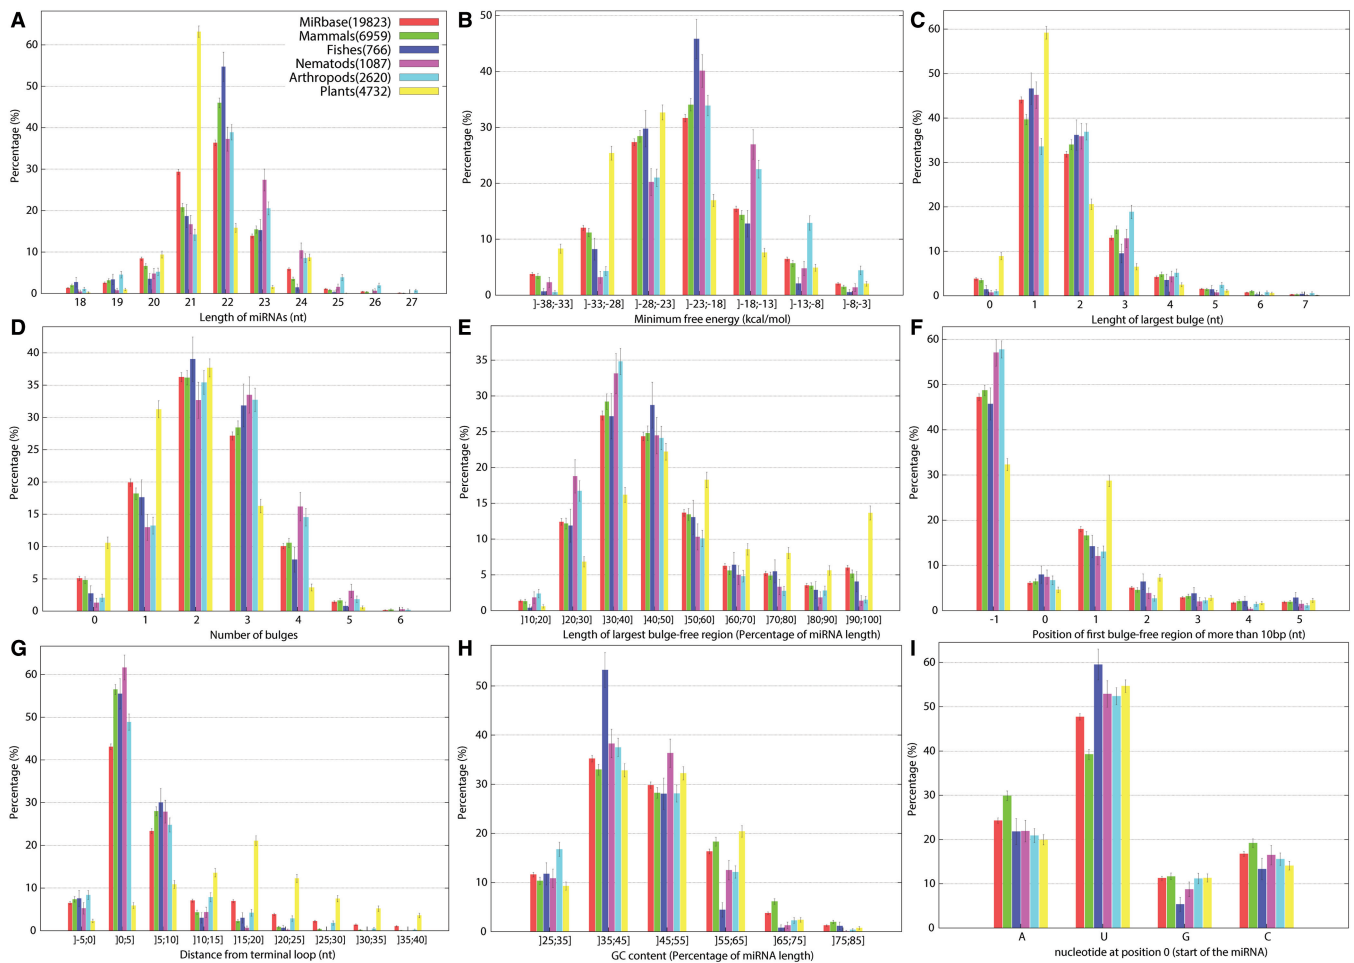 A
MiRbase(19823)
Mammals(6959)
Fishes(766)
Nematods(1087)
Arthropods(2620)
Plants(4732)
Percentage (%)
60
50
40
30
20
10
0
18 19 20 21 22 23 24 25 26 27
Length of miRNAs (nt)
B
Percentage (%)
50
40
30
20
10
0
]-38;-33] ]-33;-28] ]-28;-23] ]-23;-18] ]-18;-13] ]-13;-8] ]-8;-3]
Minimum free energy (kcal/mol)
C
Percentage (%)
60
50
40
30
20
10
0
0 1 2 3 4 5 6 7
Lenght of largest bulge (nt)
D
Percentage (%)
40
35
30
25
20
15
10
5
0
0 1 2 3 4 5 6
Number of bulges
E
Percentage (%)
35
30
25
20
15
10
5
0
]10;20] ]20;30] ]30;40] ]40;50] ]50;60] ]60;70] ]70;80] ]80;90] ]90;100]
Length of largest bulge-free region (Percentage of miRNA length)
F
Percentage (%)
60
50
40
30
20
10
0
-1 0 1 2 3 4 5
Position of first bulge-free region of more than 10bp (nt)
G
Percentage (%)
60
50
40
30
20
10
0
]-5;0] ]0;5] ]5;10] ]10;15] ]15;20] ]20;25] ]25;30] ]30;35] ]35;40]
Distance from terminal loop (nt)
H
Percentage (%)
50
40
30
20
10
0
]25;35] ]35;45] ]45;55] ]55;65] ]65;75] ]75;85]
GC content (Percentage of miRNA length)
I
Percentage (%)
60
50
40
30
20
10
0
A U G C
nucleotide at position 0 (start of the miRNA)